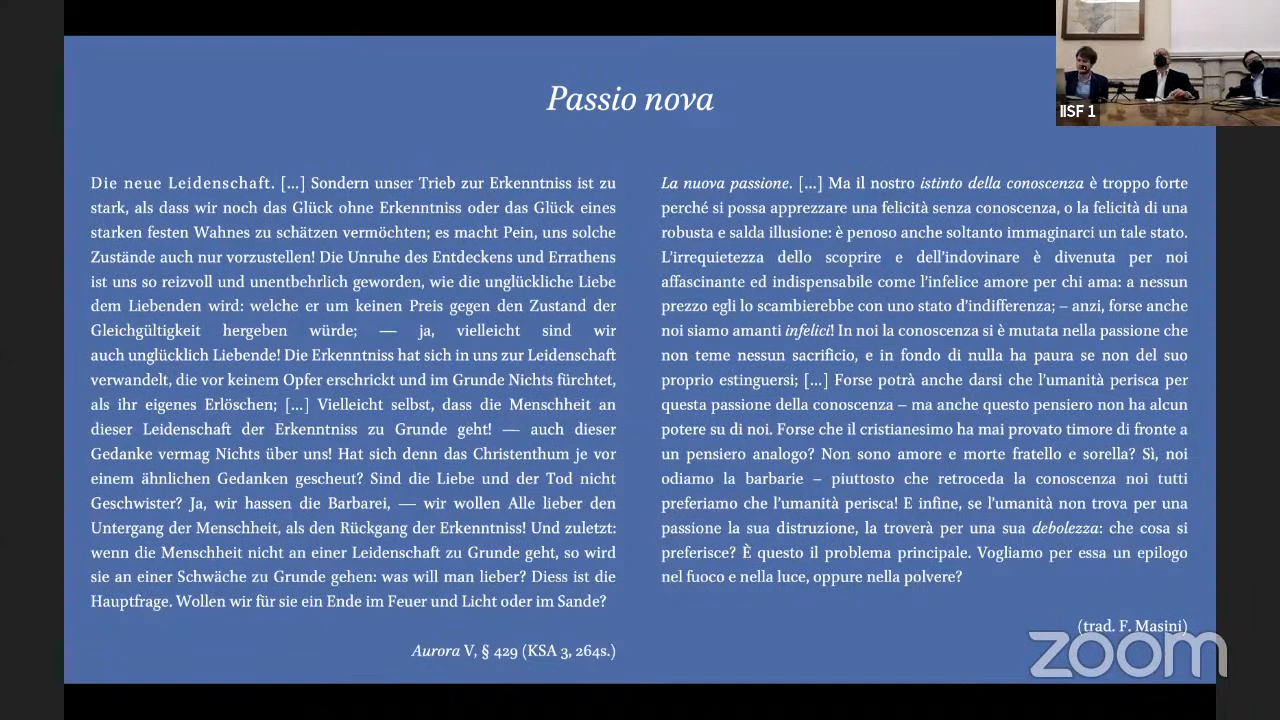 Passio nova
Die neue Leidenschaft. [...] Sondern unser Trieb zur Erkenntniss ist zu
stark, als dass wir noch das Glück ohne Erkenntniss oder das Glück eines
starken festen Wahnes zu schätzen vermöchten; es macht Pein, uns solche
Zustände auch nur vorzustellen! Die Unruhe des Entdeckens und Errathens
ist uns so reizvoll und unentbehrlich geworden, wie die unglückliche Liebe
dem Liebenden wird: welche er um keinen Preis gegen den Zustand der
Gleichgültigkeit hergeben würde; — ja, vielleicht sind wir
auch unglücklich Liebende! Die Erkenntniss hat sich in uns zur Leidenschaft
verwandelt, die vor keinem Opfer erschrickt und im Grunde Nichts fürchtet,
als ihr eigenes Erlöschen; [...] Vielleicht selbst, dass die Menschheit an
dieser Leidenschaft der Erkenntniss zu Grunde geht! — auch dieser
Gedanke vermag Nichts über uns! Hat sich denn das Christenthum je vor
einem ähnlichen Gedanken gescheut? Sind die Liebe und der Tod nicht
Geschwister? Ja, wir hassen die Barbarei, — wir wollen Alle lieber den
Untergang der Menschheit, als den Rückgang der Erkenntniss! Und zuletzt:
wenn die Menschheit nicht an einer Leidenschaft zu Grunde geht, so wird
sie an einer Schwäche zu Grunde gehen: was will man lieber? Diess ist die
Hauptfrage. Wollen wir für sie ein Ende im Feuer und Licht oder im Sande?
Aurora V, § 429 (KSA 3, 264s.)
La nuova passione. [...] Ma il nostro istinto della conoscenza è troppo forte
perché si possa apprezzare una felicità senza conoscenza, o la felicità di una
robusta e salda illusione: è penoso anche soltanto immaginarci un tale stato.
L'irrequietezza dello scoprire e dell'indovinare è divenuta per noi
affascinante ed indispensabile come l'infelice amore per chi ama: a nessun
prezzo egli lo scambierebbe con uno stato d'indifferenza; – anzi, forse anche
noi siamo amanti infelici! In noi la conoscenza si è mutata nella passione che
non teme nessun sacrificio, e in fondo di nulla ha paura se non del suo
proprio estinguersi; [...] Forse potrà anche darsi che l'umanità perisca per
questa passione della conoscenza – ma anche questo pensiero non ha alcun
potere su di noi. Forse che il cristianesimo ha mai provato timore di fronte a
un pensiero analogo? Non sono amore e morte fratello e sorella? Sì, noi
odiamo la barbarie – piuttosto che retroceda la conoscenza noi tutti
preferiamo che l'umanità perisca! E infine, se l'umanità non trova per una
passione la sua distruzione, la troverà per una sua debolezza: che cosa si
preferisce? È questo il problema principale. Vogliamo per essa un epilogo
nel fuoco e nella luce, oppure nella polvere?
(trad. F. Masini)
IISF 1
zoom